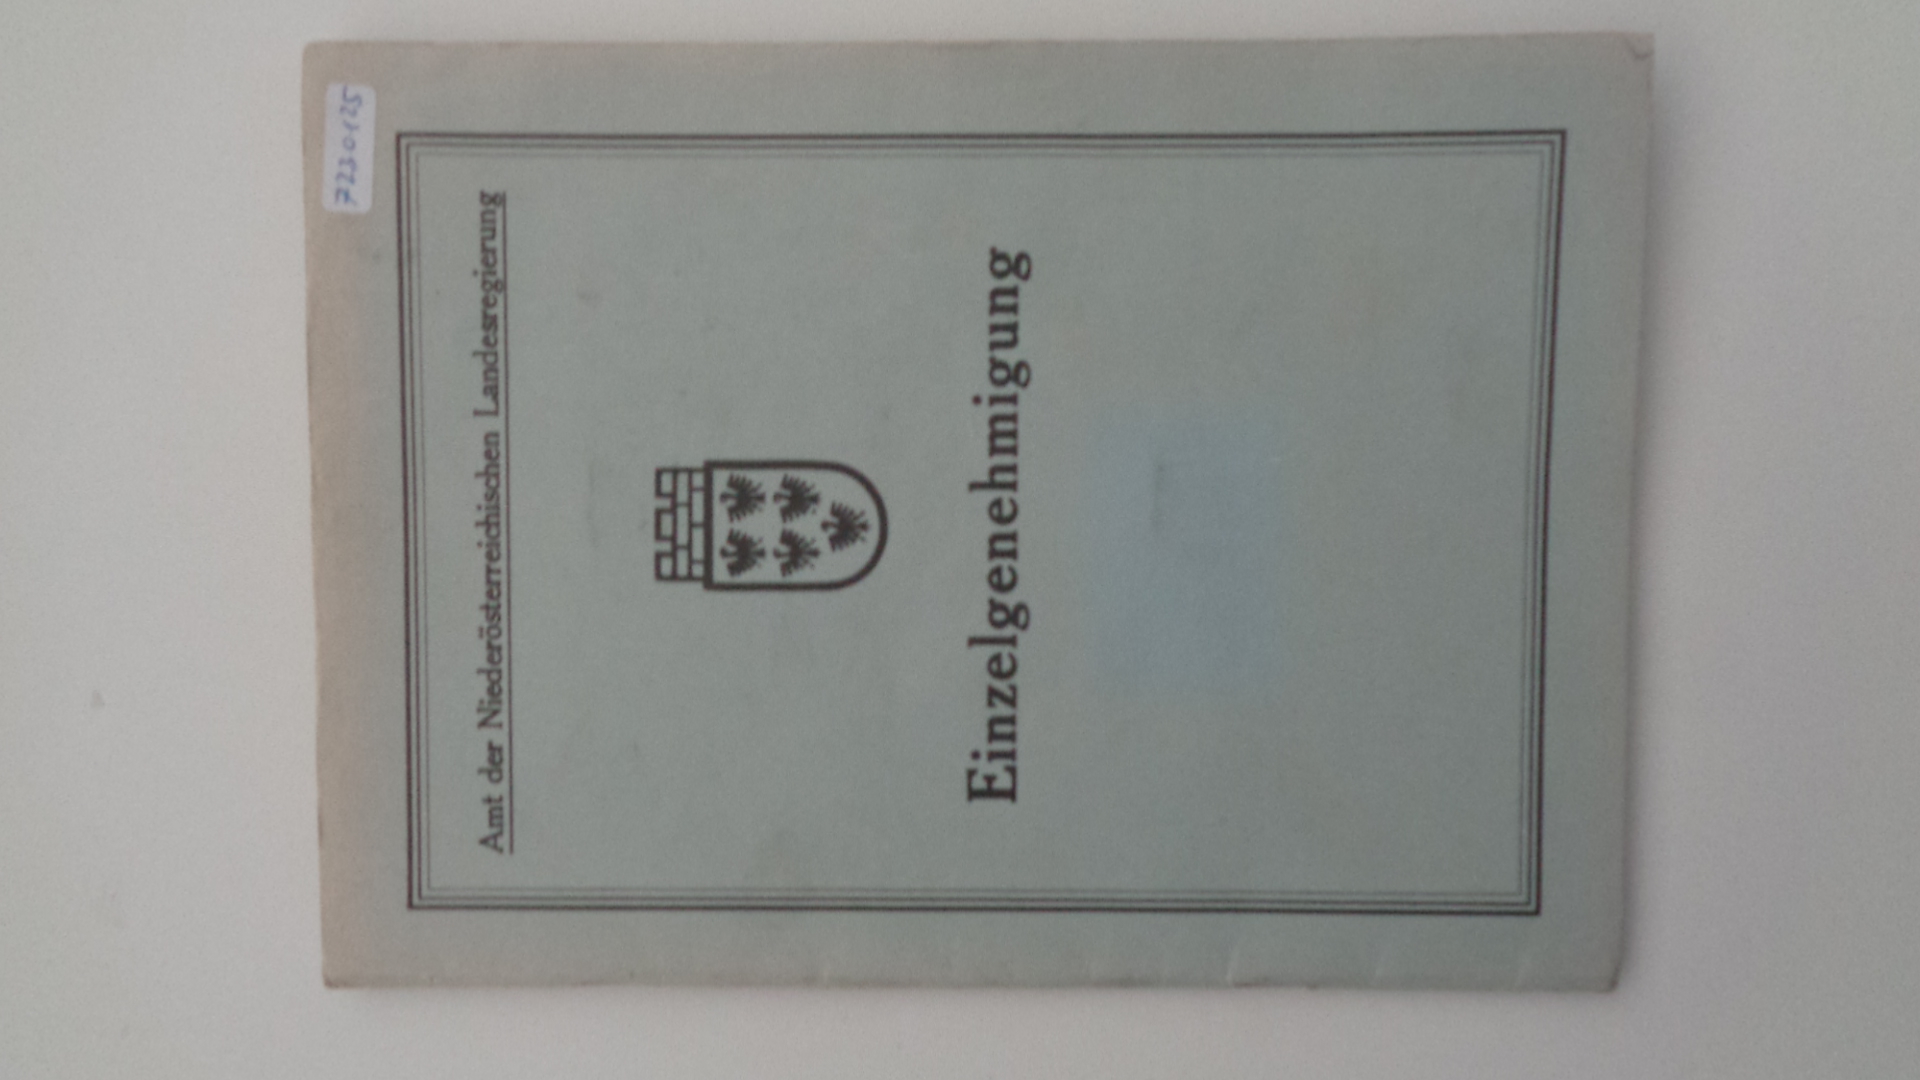 7230125
Amt der Niederösterreichischen Landesregierung
Einzelgenehmigung